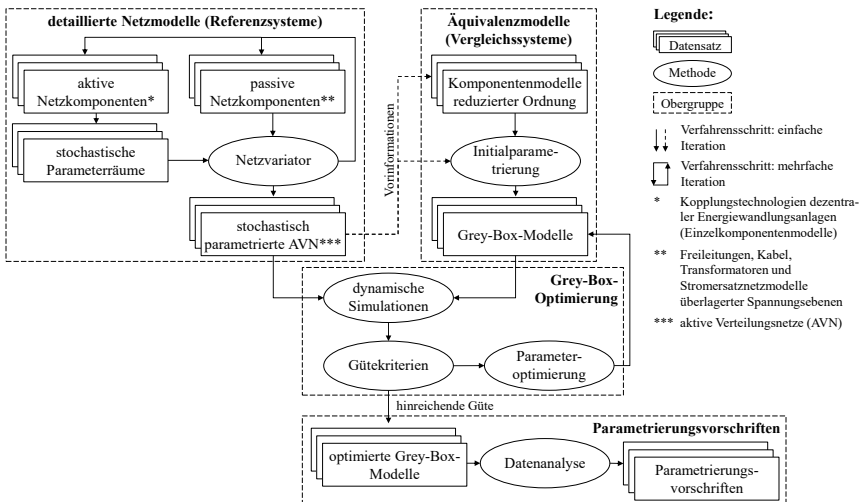 detaillierte Netzmodelle (Referenzsysteme)
aktive
Netzkomponenten*
passive
Netzkomponenten**
stochastische
Parameterräume
Netzvariator
stochastisch
parametrierte AVN***
Vorinformationen
Äquivalenzmodelle
(Vergleichssysteme)
Komponentenmodelle
reduzierter Ordnung
Initialparame-
trierung
Grey-Box-Modelle
Grey-Box-
Optimierung
dynamische
Simulationen
Gütekriterien
Parameter-
optimierung
hinreichende Güte
Parametrierungsvorschriften
optimierte Grey-Box-
Modelle
Datenanalyse
Parametrierungs-
vorschriften
Legende:
Datensatz
Methode
Obergruppe
Verfahrensschritt: einfache
Iteration
Verfahrensschritt: mehrfache
Iteration
* Kopplungstechnologien dezentra-
ler Energiewandlungsanlagen
(Einzelkomponentenmodelle)
** Freileitungen, Kabel,
Transformatoren und
Stromersatznetzmodelle
überlagerter Spannungsebenen
*** aktive Verteilungsnetze (AVN)